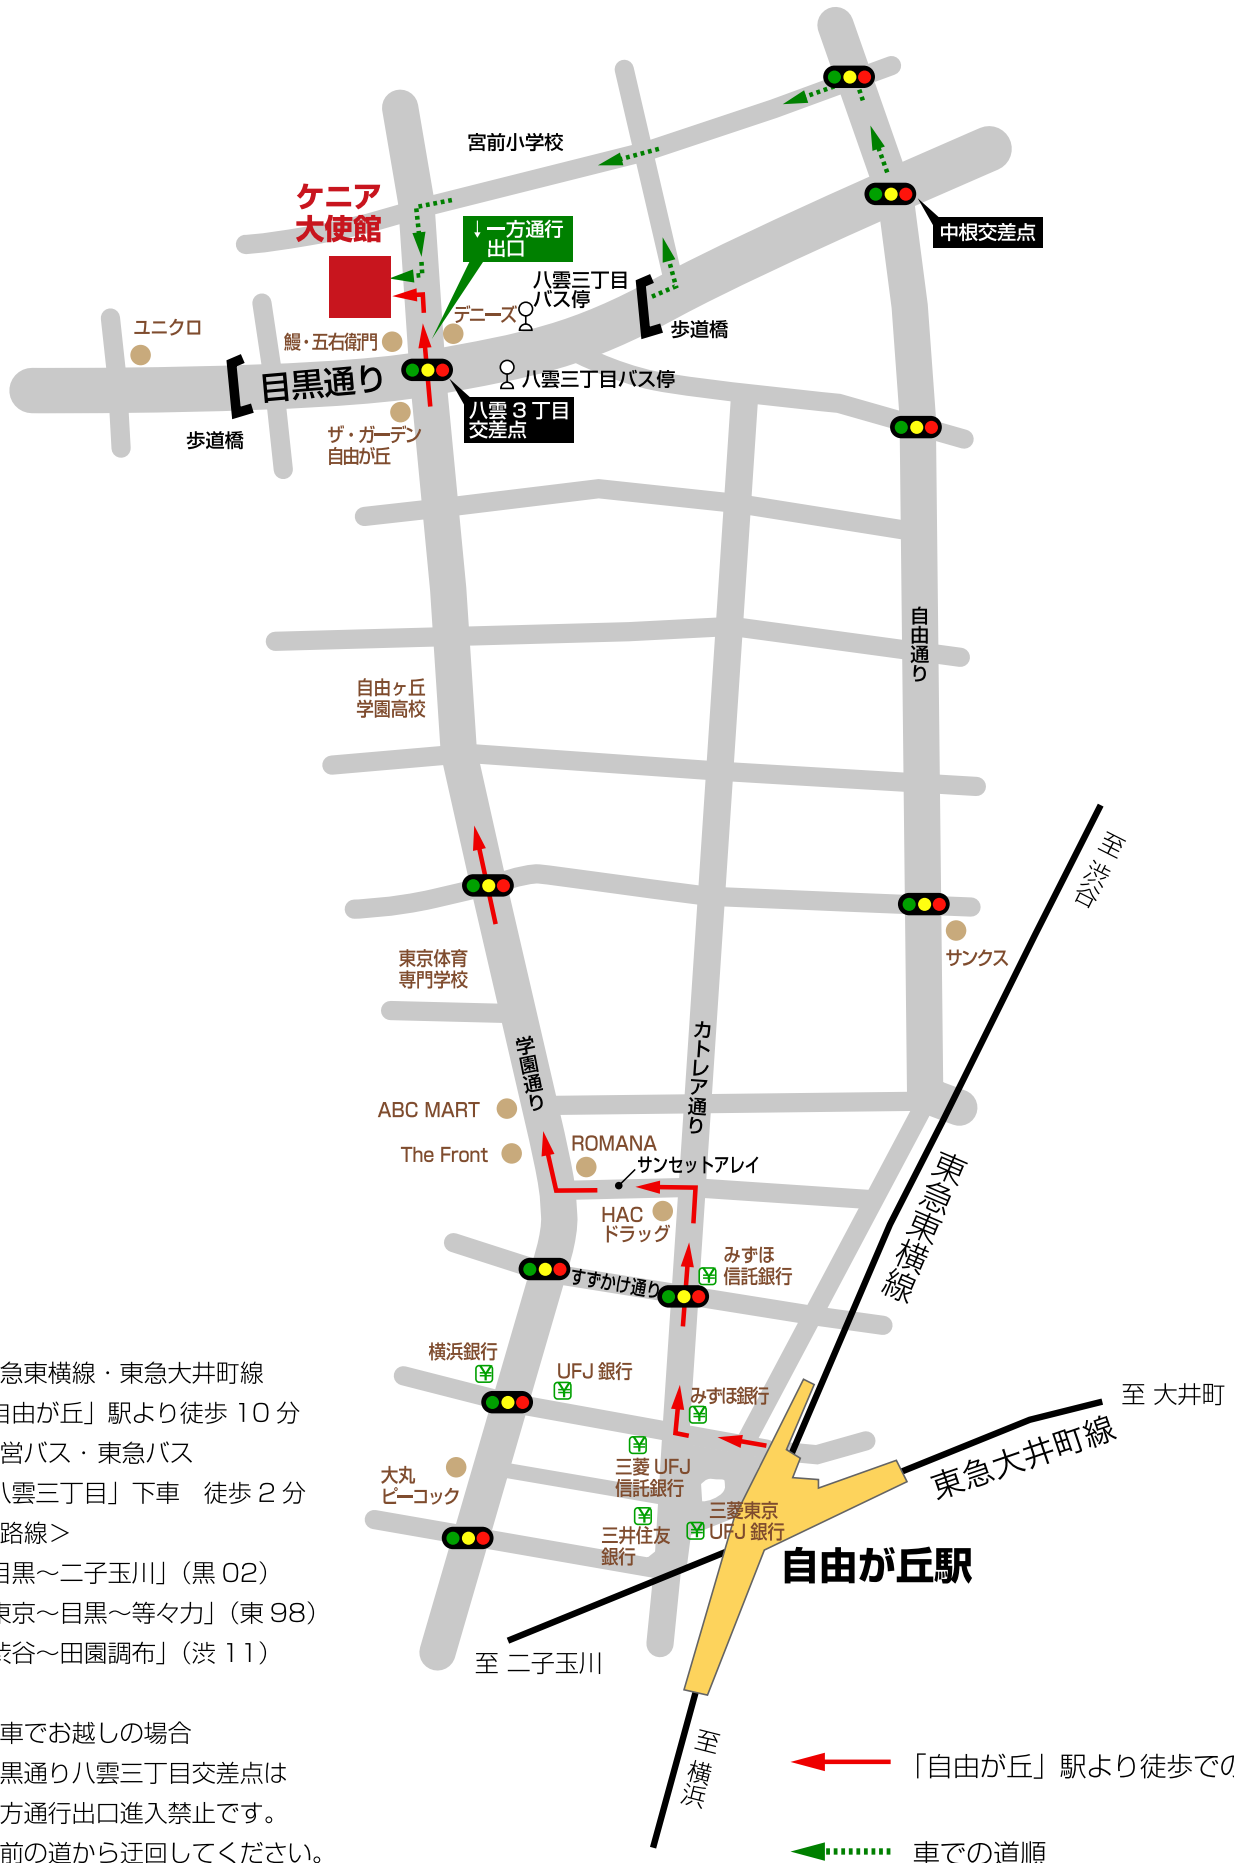 宮前小学校
ケニア
大使館
中根交差点
↓一方通行
出口
八雲三丁目
バス停
デニーズ
歩道橋
ユニクロ
鰻・五右衛門
目黒通り
八雲三丁目バス停
八雲3丁目
交差点
歩道橋
ザ・ガーデン
自由が丘
自由通り
自由ヶ丘
学園高校
至 渋谷
サンクス
東京体育
専門学校
学園通り
カトレア通り
ABC MART
The Front
ROMANA
サンセットアレイ
東急東横線
HAC
ドラッグ
みずほ
信託銀行
すずかけ通り
横浜銀行
UFJ 銀行
みずほ銀行
至 大井町
東急大井町線
三菱 UFJ
信託銀行
大丸
ピーコック
三菱東京
UFJ 銀行
三井住友
銀行
自由が丘駅
至 二子玉川
至 横浜
急東横線・東急大井町線
自由が丘」駅より徒歩 10 分
営バス・東急バス
八雲三丁目」下車　徒歩 2 分
路線＞
目黒～二子玉川」（黒 02）
東京～目黒～等々力」（東 98）
渋谷～田園調布」（渋 11）
車でお越しの場合
黒通り八雲三丁目交差点は
方通行出口進入禁止です。
前の道から迂回してください。
「自由が丘」駅より徒歩での
車での道順